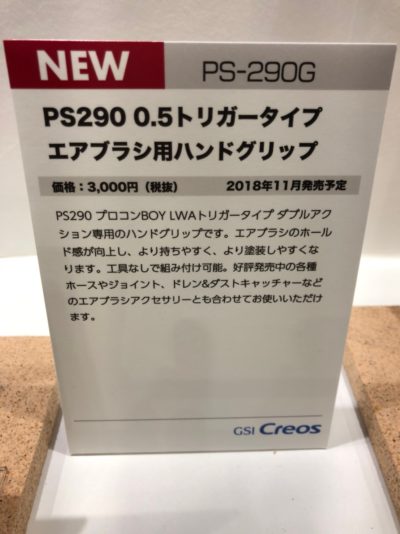 NEW PS-290G
PS290 0.5トリガータイプ
エアブラシ用ハンドグリップ
価格：3,000円（税抜） 2018年11月発売予定
PS290 プロコンBOY LWAトリガータイプ ダブルアク
ション専用のハンドグリップです。エアブラシのホール
ド感が向上し、より持ちやすく、より塗装しやすくな
ります。工具なしで組み付け可能。好評発売中の各種
ホースやジョイント、ドレン&ダストキャッチャーなど
のエアブラシアクセサリーとも合わせてお使いいただけ
ます。
GSI Creos